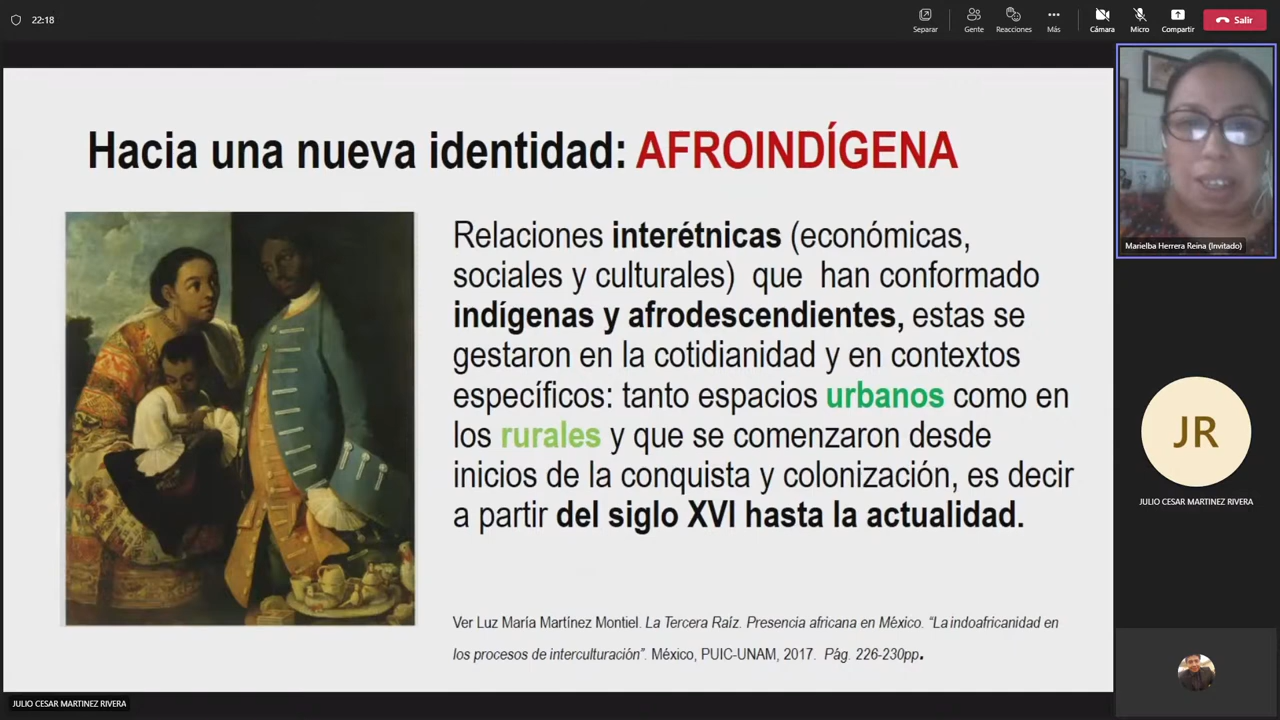 22:18
Separar
Gente
Reacciones
Más
Cámara
Micro
Compartir
Salir
Hacia una nueva identidad: AFROINDÍGENA
Relaciones interétnicas (económicas,
sociales y culturales) que han conformado
indígenas y afrodescendientes, estas se
gestaron en la cotidianidad y en contextos
específicos: tanto espacios urbanos como en
los rurales y que se comenzaron desde
inicios de la conquista y colonización, es decir
a partir del siglo XVI hasta la actualidad.
Ver Luz María Martínez Montiel. La Tercera Raíz. Presencia africana en México. “La indoafricanidad en
los procesos de interculturación”. México, PUIC-UNAM, 2017. Pág. 226-230pp.
Marielba Herrera Reina (Invitado)
JR
JULIO CESAR MARTINEZ RIVERA
JULIO CESAR MARTINEZ RIVERA